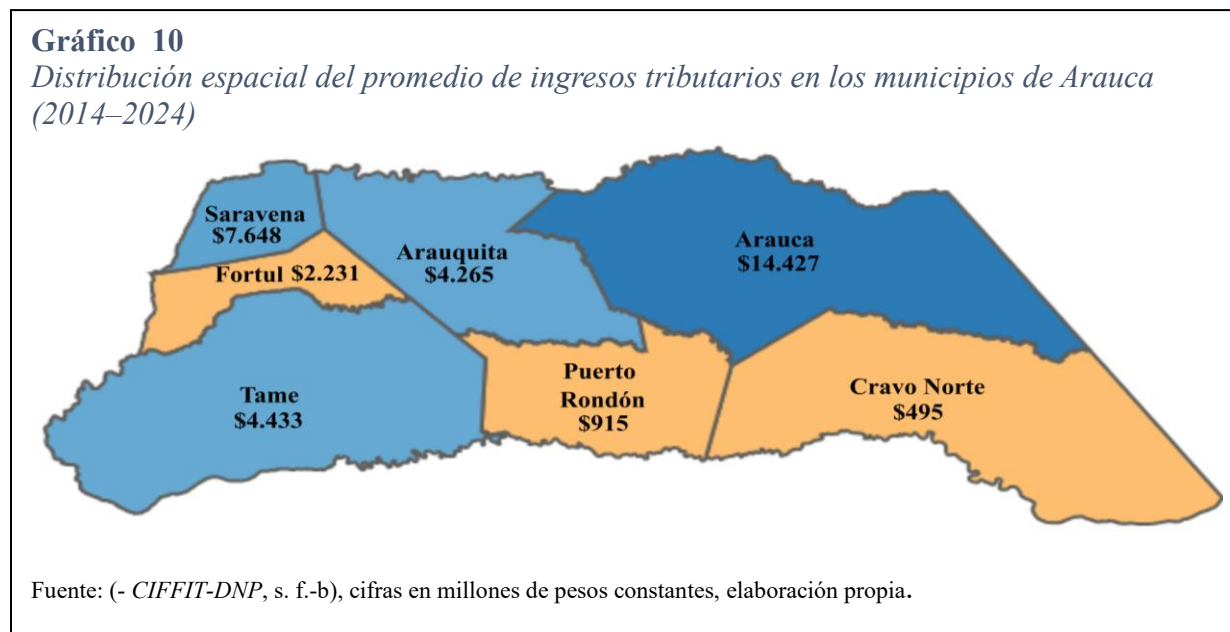 Gráfico 10
Distribución espacial del promedio de ingresos tributarios en los municipios de Arauca
(2014–2024)
Saravena
$7.648
Fortul $2.231
Arauquita
$4.265
Arauca
$14.427
Tame
$4.433
Puerto
Rondón
$915
Cravo Norte
$495
Fuente: (- CIFFIT-DNP, s. f.-b), cifras en millones de pesos constantes, elaboración propia.